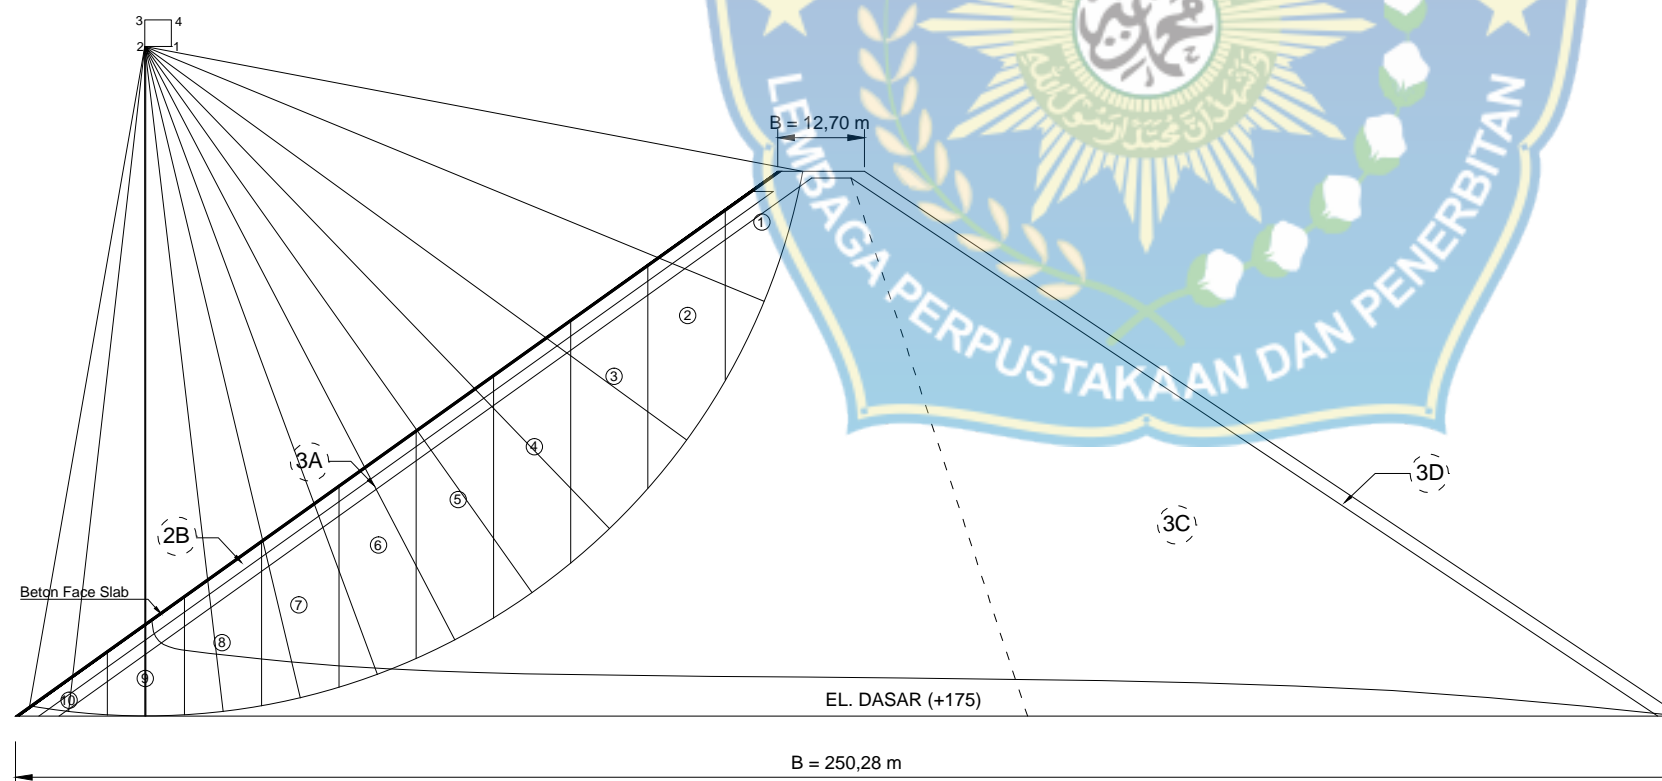 3 4
2 1
LEMBAGA PERPUSTAKAAN DAN PENERBITAN
B = 12,70 m
1
2
3
4
3A
5
3D
3C
2B
6
Beton Face Slab
7
8
9
10
EL. DASAR (+175)
B = 250,28 m